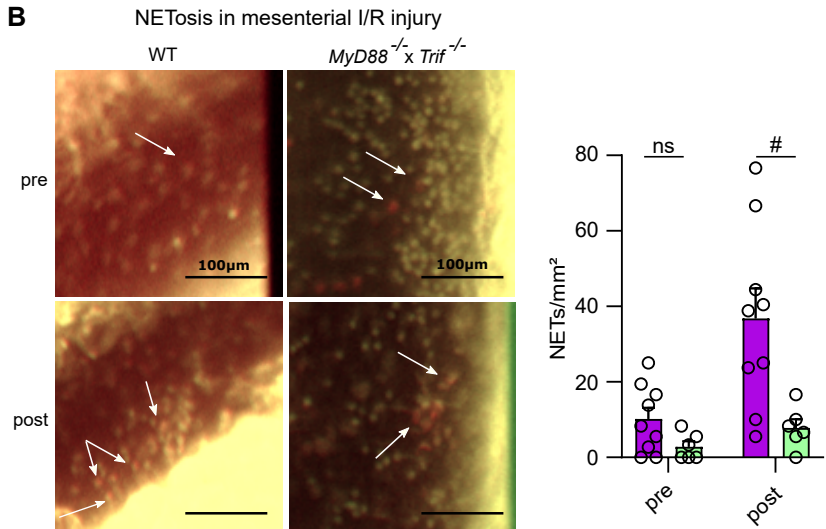 B
NETosis in mesenterial I/R injury
WT
MyD88 -/- x Trif -/-
pre
100µm
100µm
post
NETs/mm²
80
60
40
20
0
ns
#
pre
post